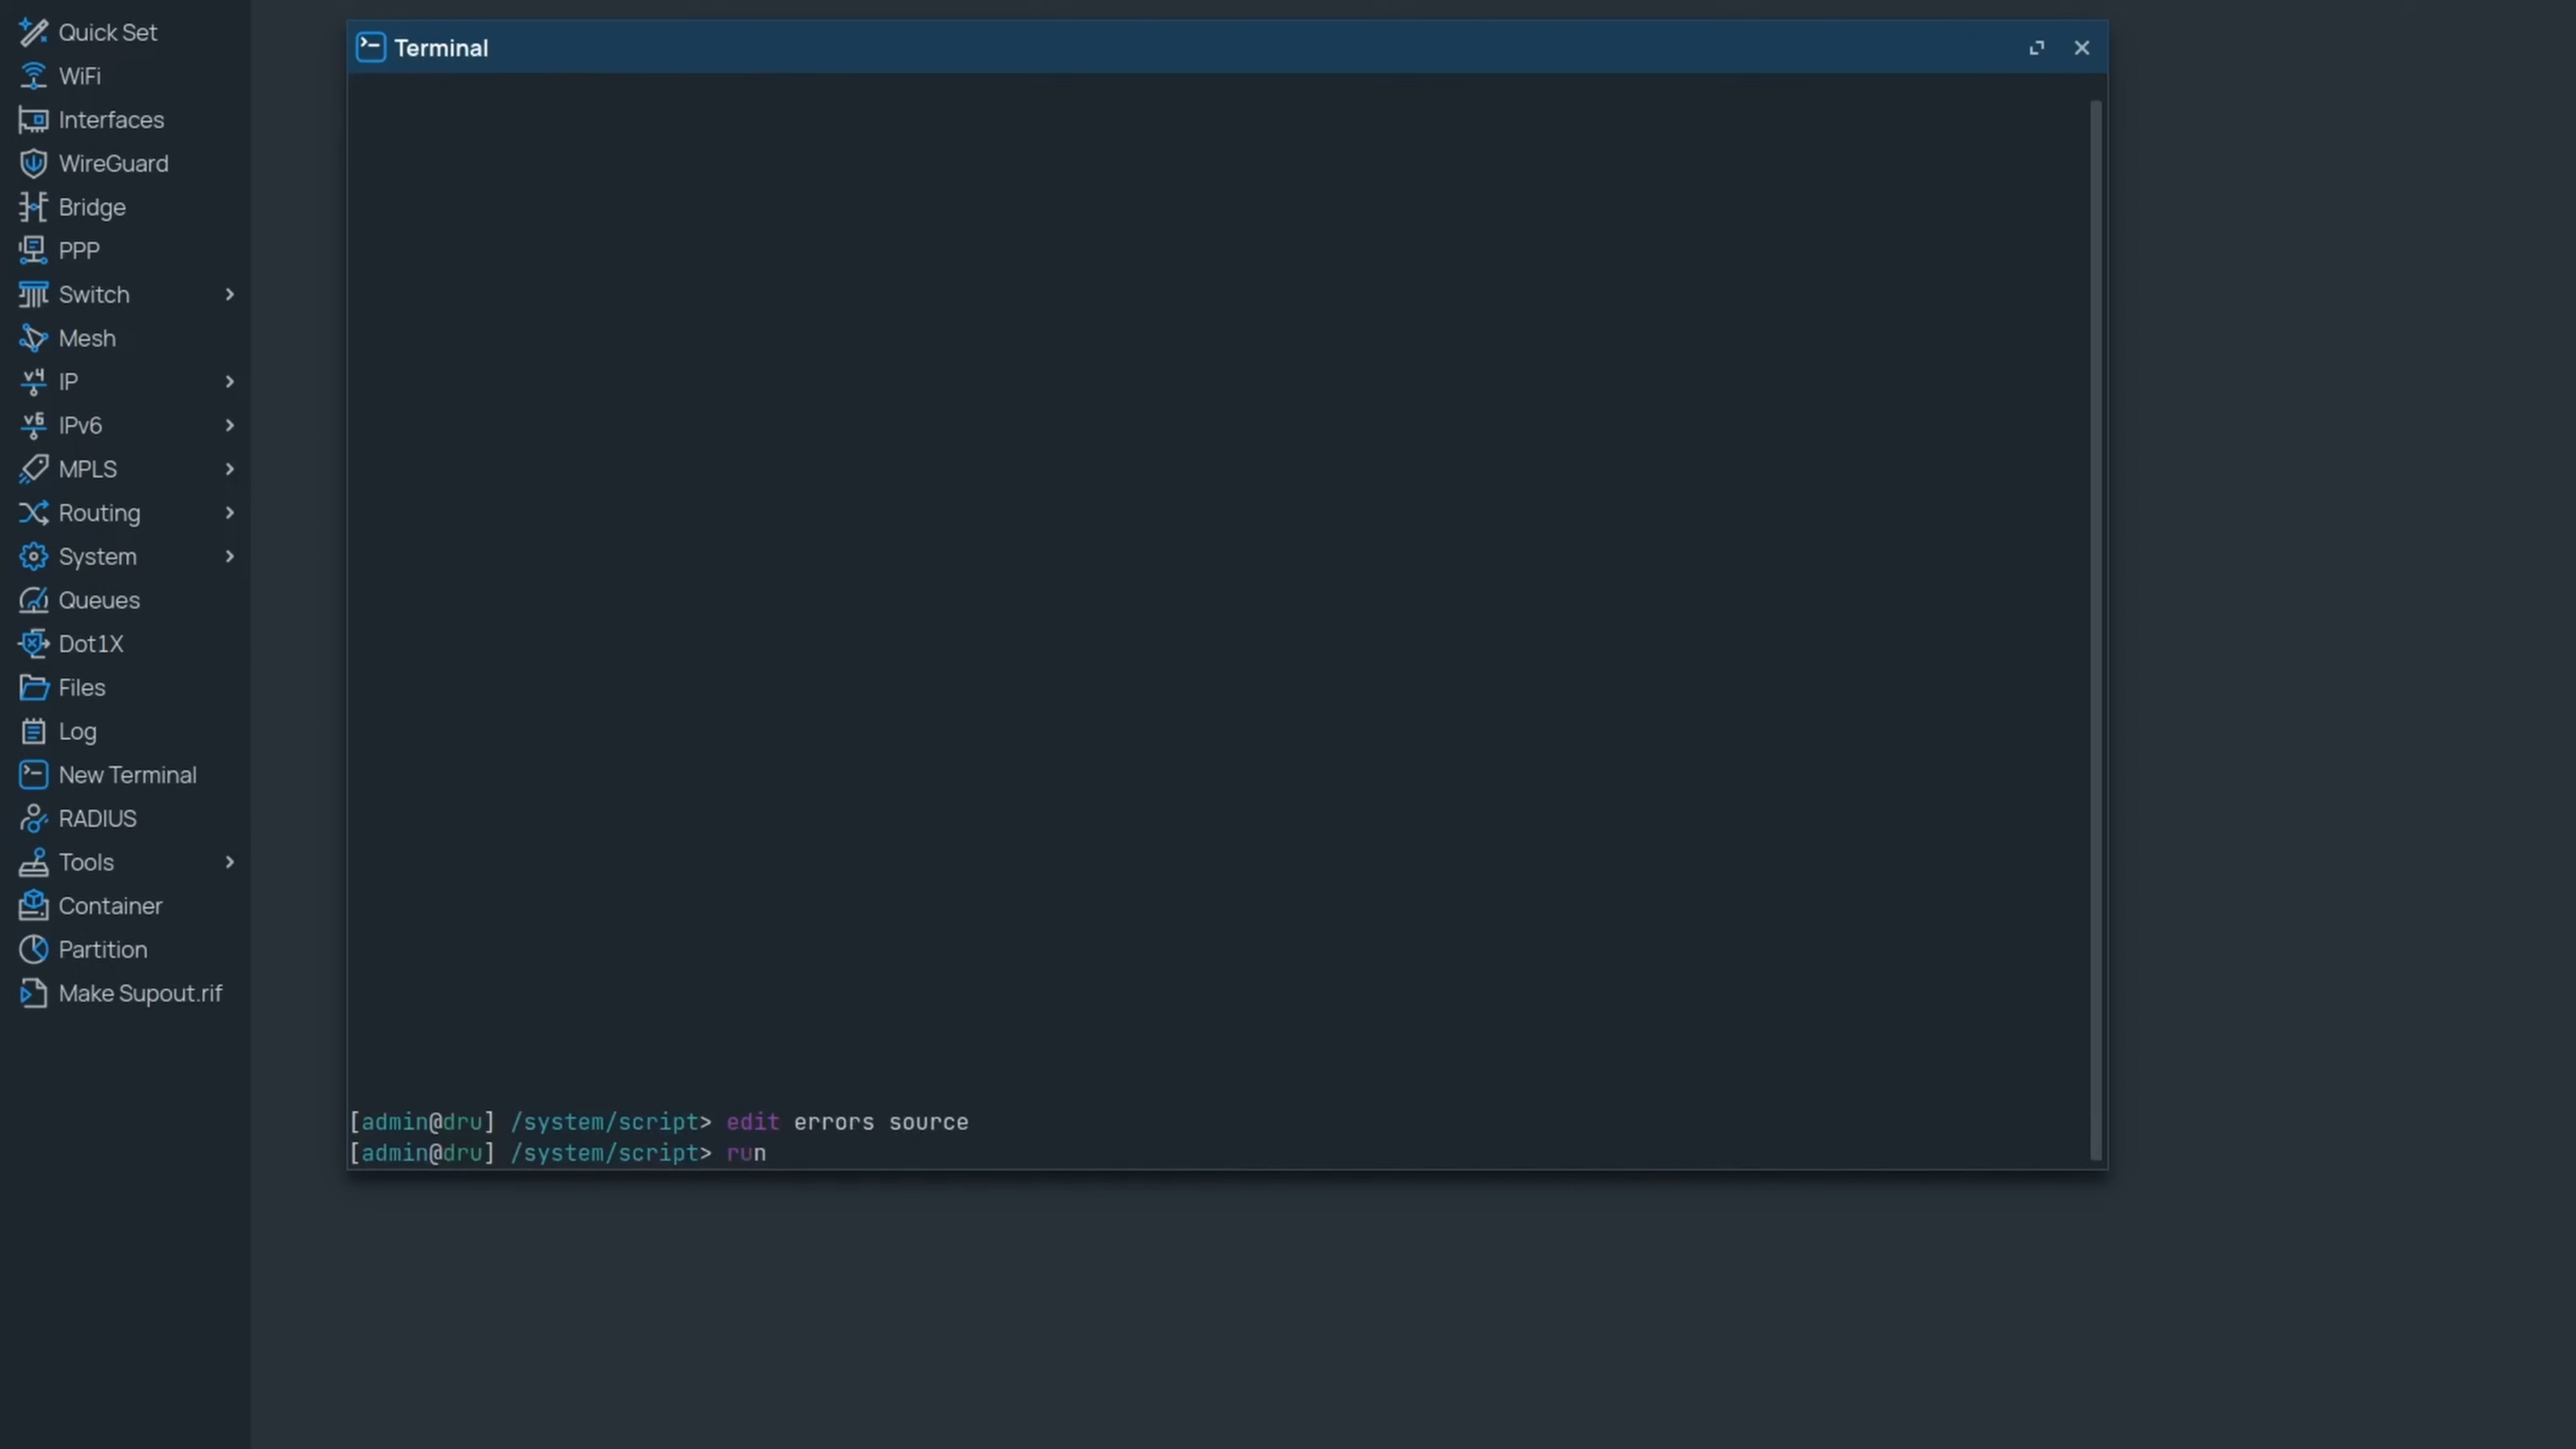 Quick Set
WiFi
Interfaces
WireGuard
Bridge
PPP
Switch
Mesh
IP
IPv6
MPLS
Routing
System
Queues
Dot1X
Files
Log
New Terminal
RADIUS
Tools
Container
Partition
Make Supout.rif
Terminal
[admin@dru] /system/script> edit errors source
[admin@dru] /system/script> run